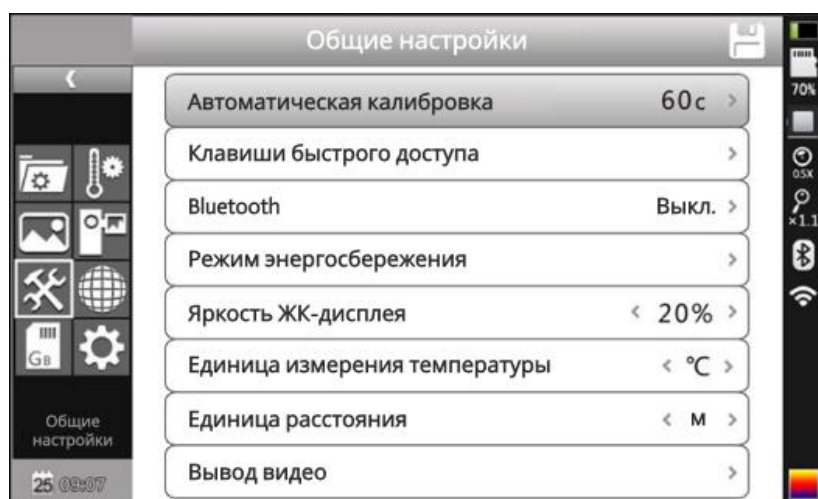 Общие настройки
Автоматическая калибровка 60с
Клавиши быстрого доступа
Bluetooth Выкл.
Режим энергосбережения
Яркость ЖК-дисплея 20%
Единица измерения температуры °C
Единица расстояния м
Вывод видео
GB
Общие
настройки
25 09:07
70%
0.5X
×1.1